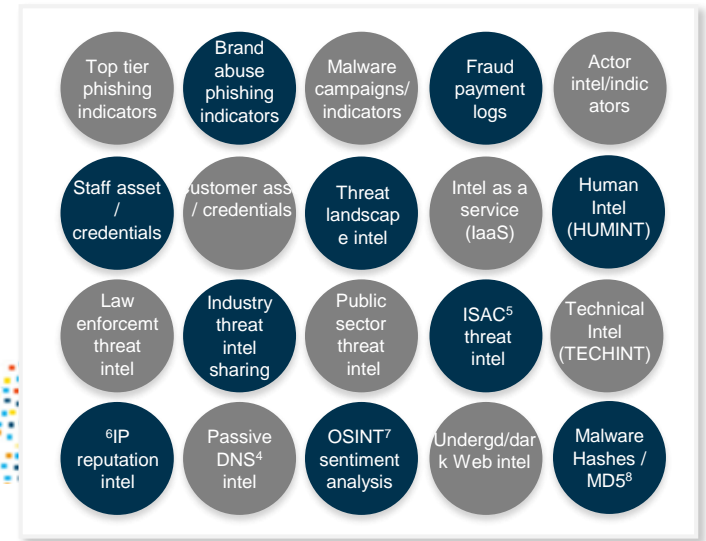 Top tier
phishing
indicators
Brand
abuse
phishing
indicators
Malware
campaigns/
indicators
Fraud
payment
logs
Actor
intel/indic
ators
Staff asset
/
credentials
ustomer ass
/ credentials
Threat
landscap
e intel
Intel as a
service
(IaaS)
Human
Intel
(HUMINT)
Law
enforcemt
threat
intel
Industry
threat
intel
sharing
Public
sector
threat
intel
ISAC⁵
threat
intel
Technical
Intel
(TECHINT)
⁶IP
reputation
intel
Passive
DNS⁴
intel
OSINT⁷
sentiment
analysis
Undergd/dar
k Web intel
Malware
Hashes /
MD5⁸